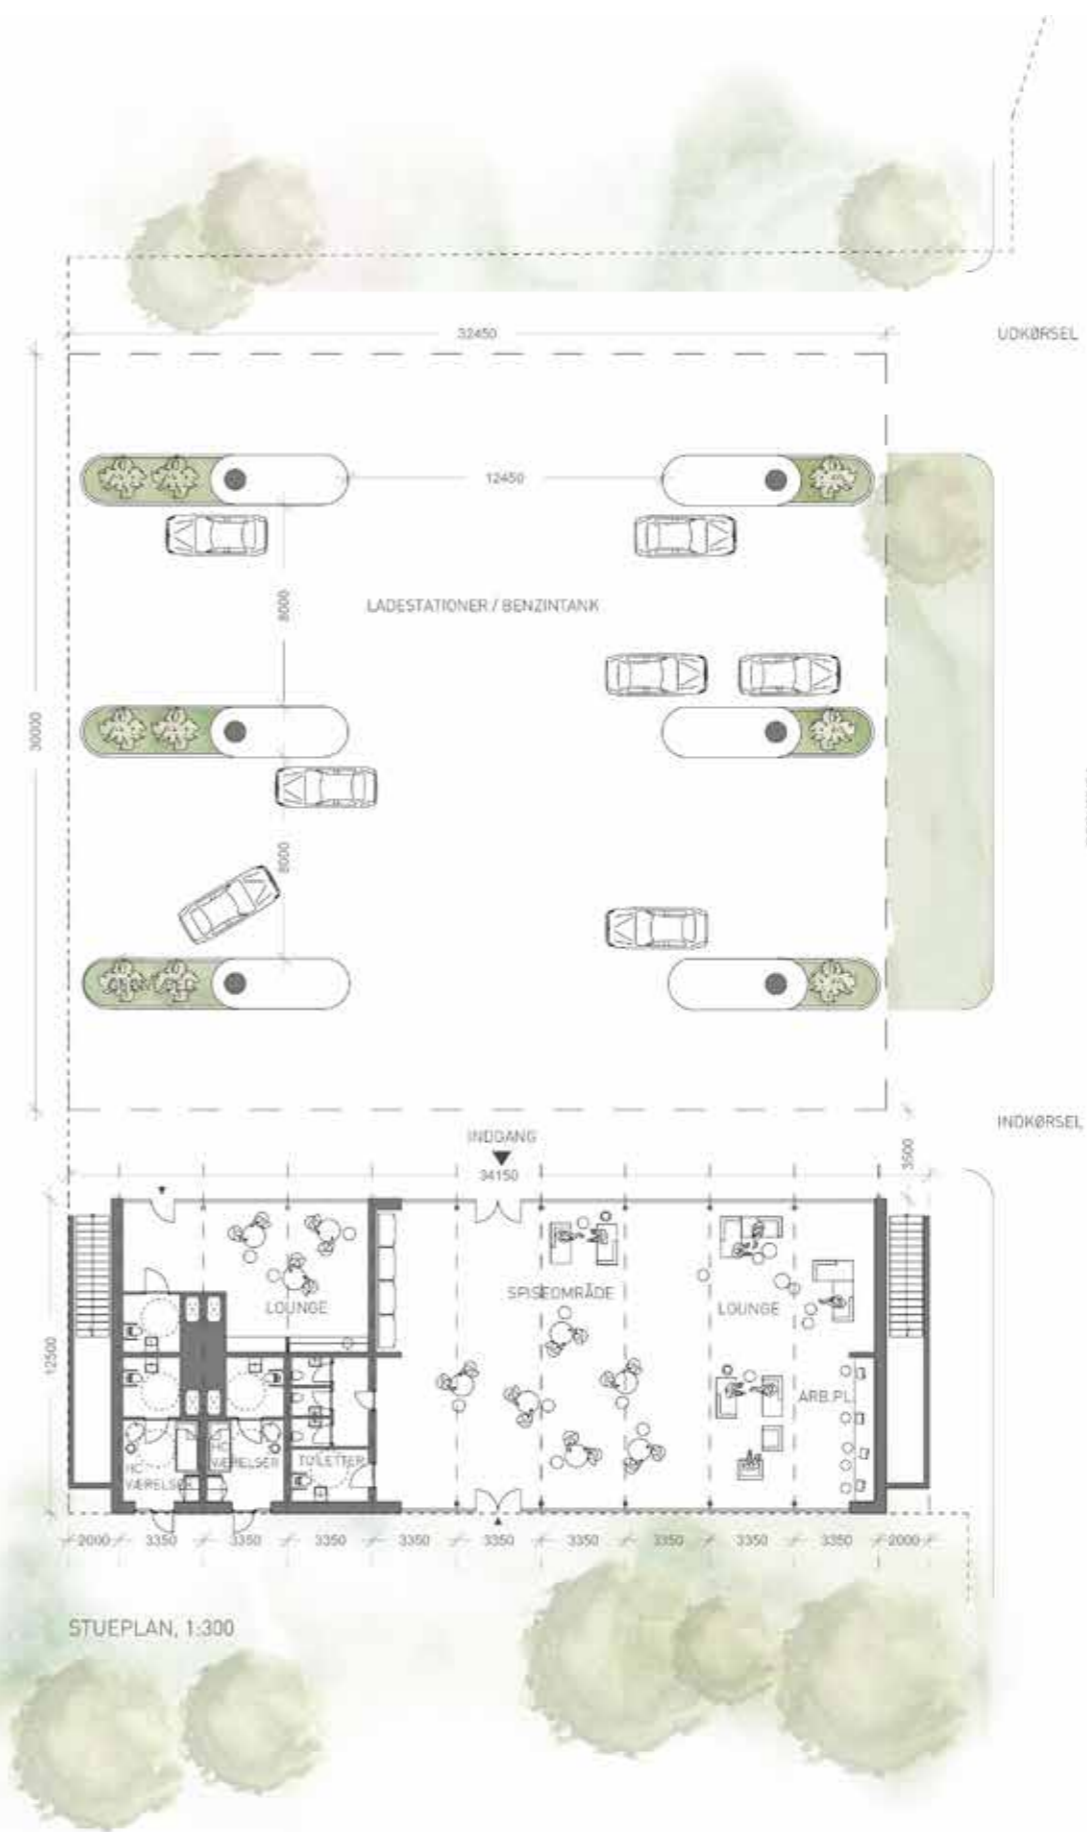 32450
UDKØRSEL
12450
8000
LADESTATIONER / BENZINTANK
30000
8000
INDKØRSEL
INDGANG
34150
3500
SPISEOMRÅDE
LOUNGE
LOUNGE
12500
ARB.PL.
HC
VÆRELSER
HC
VÆRELSER
TOILETTER
2000 3350 3350 3350 3350 3350 3350 3350 3350 3350 2000
STUEPLAN, 1:300